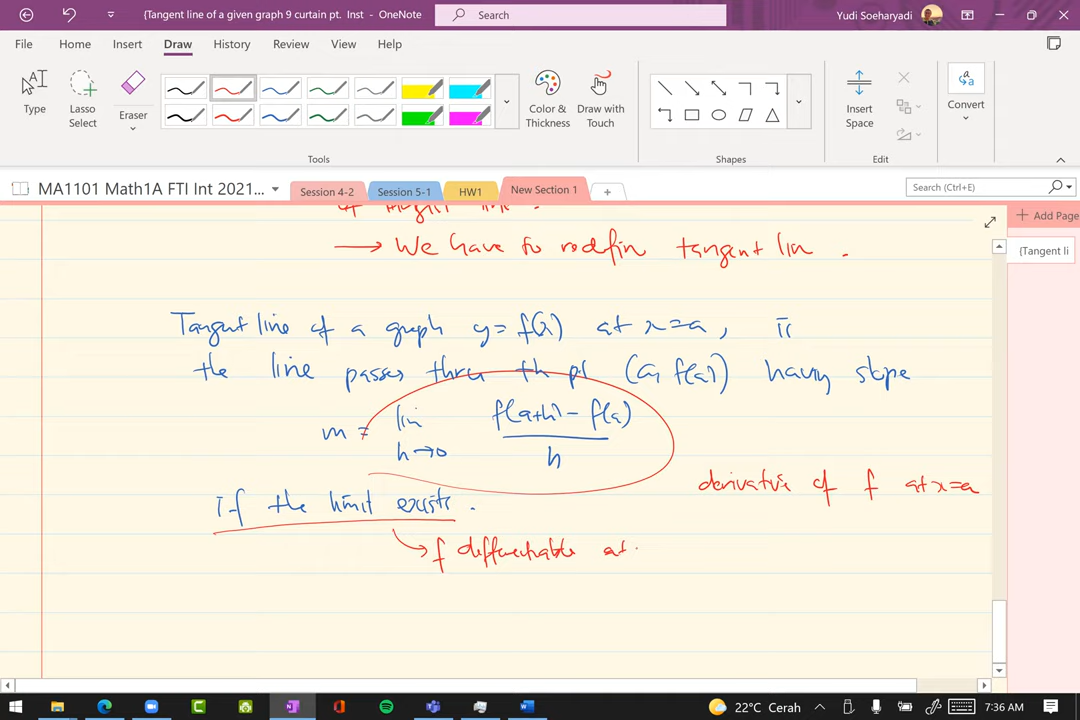 {Tangent line of a given graph 9 curtain pt. Inst - OneNote
Search
Yudi Soeharyadi
File Home Insert Draw History Review View Help
Type
Lasso Select
Eraser
Color & Thickness
Draw with Touch
Insert Space
Convert
Tools
Shapes
Edit
MA1101 Math1A FTI Int 2021...
Session 4-2
Session 5-1
HW1
New Section 1
+
Search (Ctrl+E)
Add Page
{Tangent li
→ We have to redefin tangent lin .
Tangent line of a graph y = f(x) at x=a, is
the line passes thru th pt (a, f(a)) having slope
m = lim h→0 f(a+h) - f(a) / h
derivative of f at x=a
if the limit exists .
f differentiable at
22°C Cerah
7:36 AM